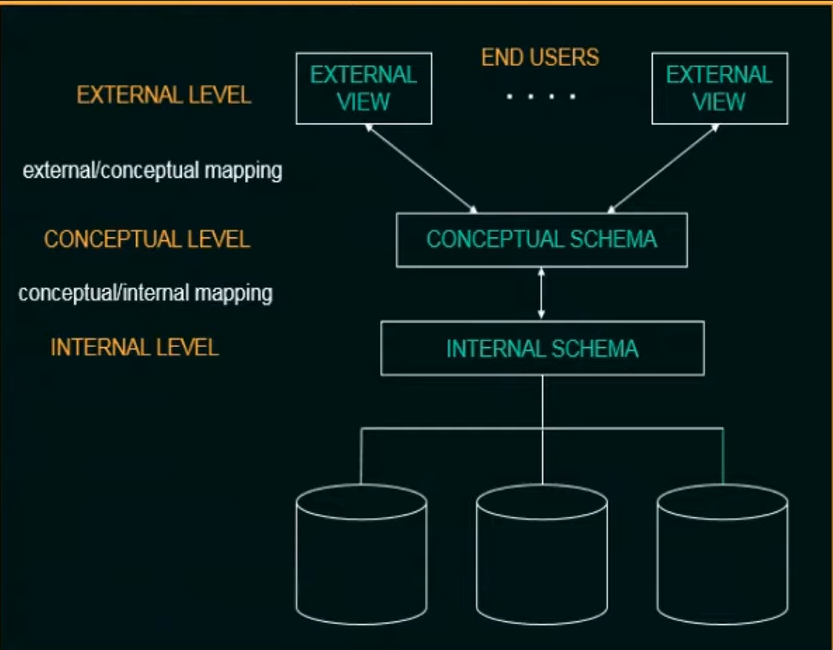 END USERS
EXTERNAL LEVEL
EXTERNAL
VIEW
. . . .
EXTERNAL
VIEW
external/conceptual mapping
CONCEPTUAL LEVEL
CONCEPTUAL SCHEMA
conceptual/internal mapping
INTERNAL LEVEL
INTERNAL SCHEMA